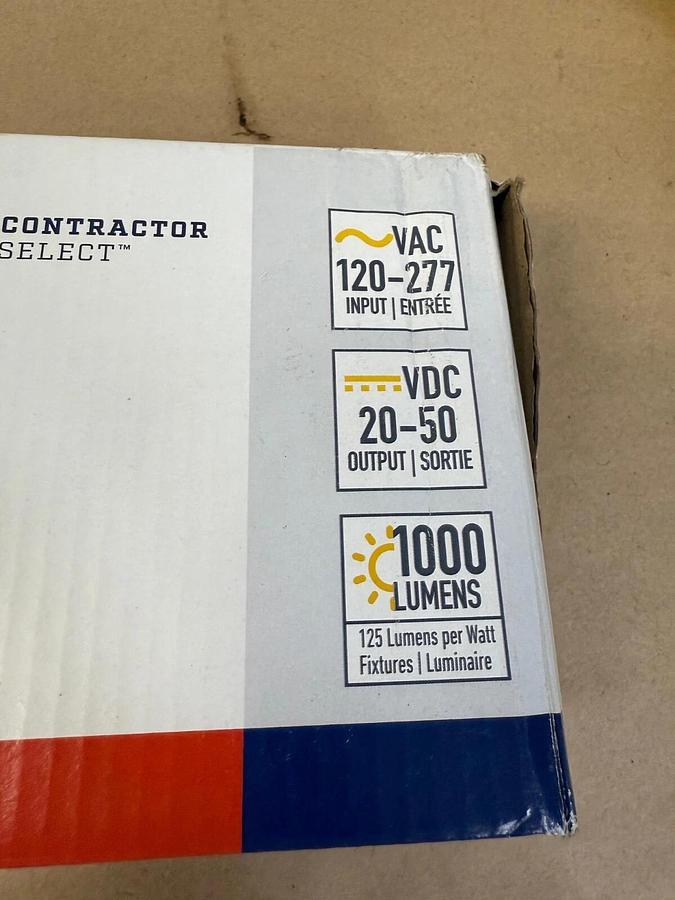 CONTRACTOR
SELECT™
VAC
120-277
INPUT | ENTRÉE
VDC
20-50
OUTPUT | SORTIE
1000
LUMENS
125 Lumens per Watt
Fixtures | Luminaire